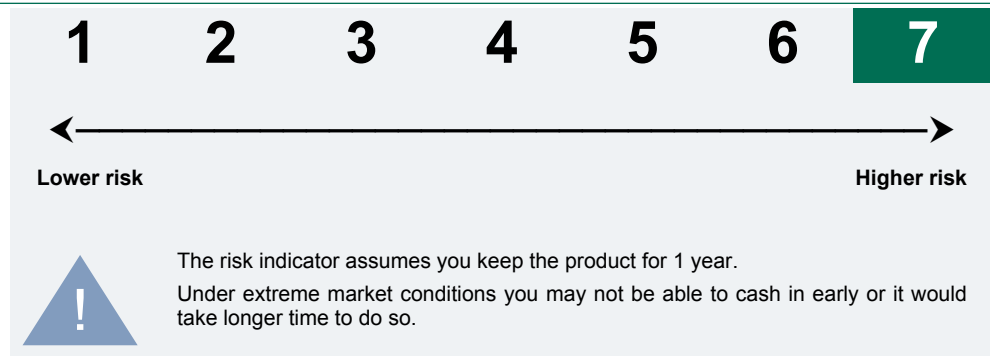 1 2 3 4 5 6 7
Lower risk Higher risk
The risk indicator assumes you keep the product for 1 year.
! Under extreme market conditions you may not be able to cash in early or it would
take longer time to do so.